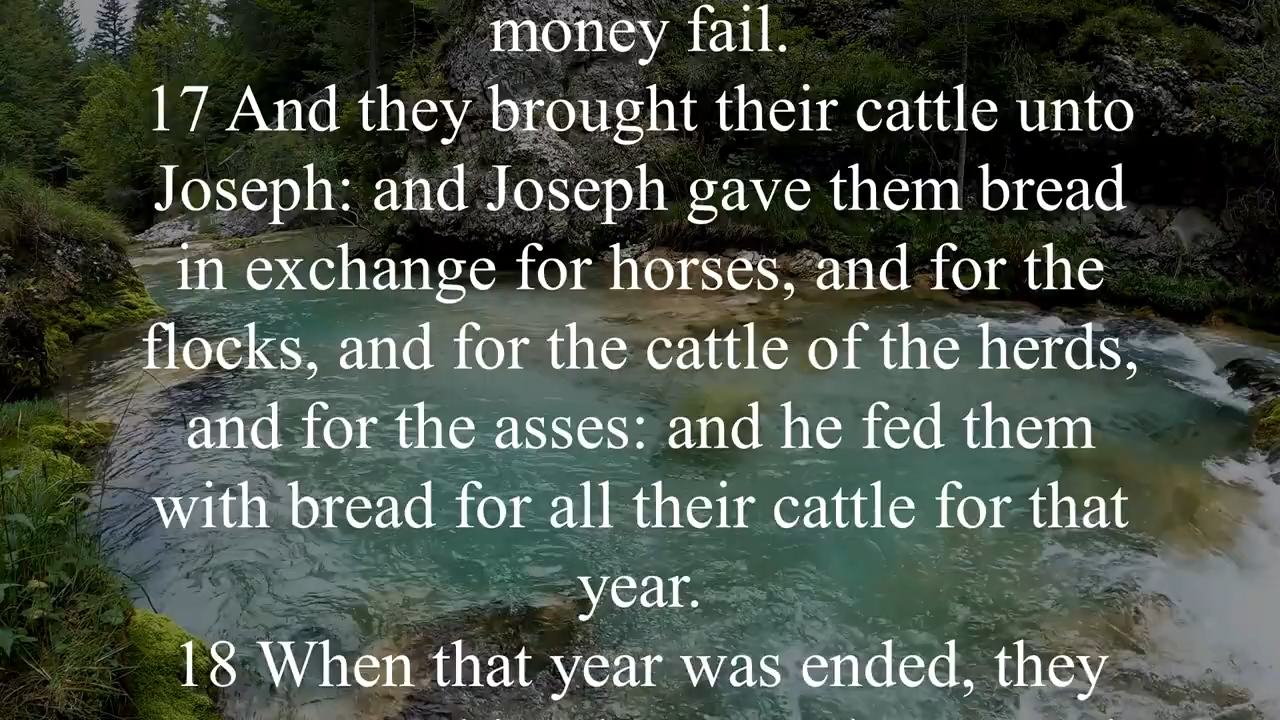 money fail.
17 And they brought their cattle unto
Joseph: and Joseph gave them bread
in exchange for horses, and for the
flocks, and for the cattle of the herds,
and for the asses: and he fed them
with bread for all their cattle for that
year.
18 When that year was ended, they